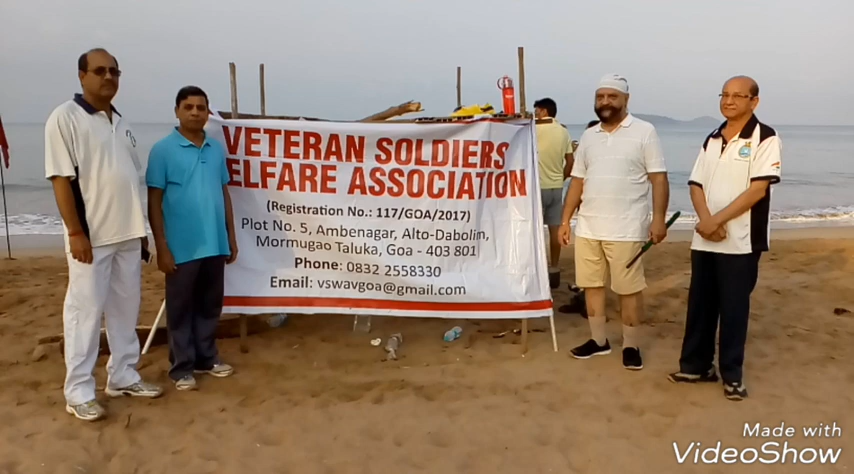 VETERAN SOLDIERS
ELFARE ASSOCIATION
(Registration No.: 117/GOA/2017)
Plot No. 5, Ambenagar, Alto-Dabolim,
Mormugao Taluka, Goa - 403 801
Phone: 0832 2558330
Email: vswavgoa@gmail.com
Made with
VideoShow